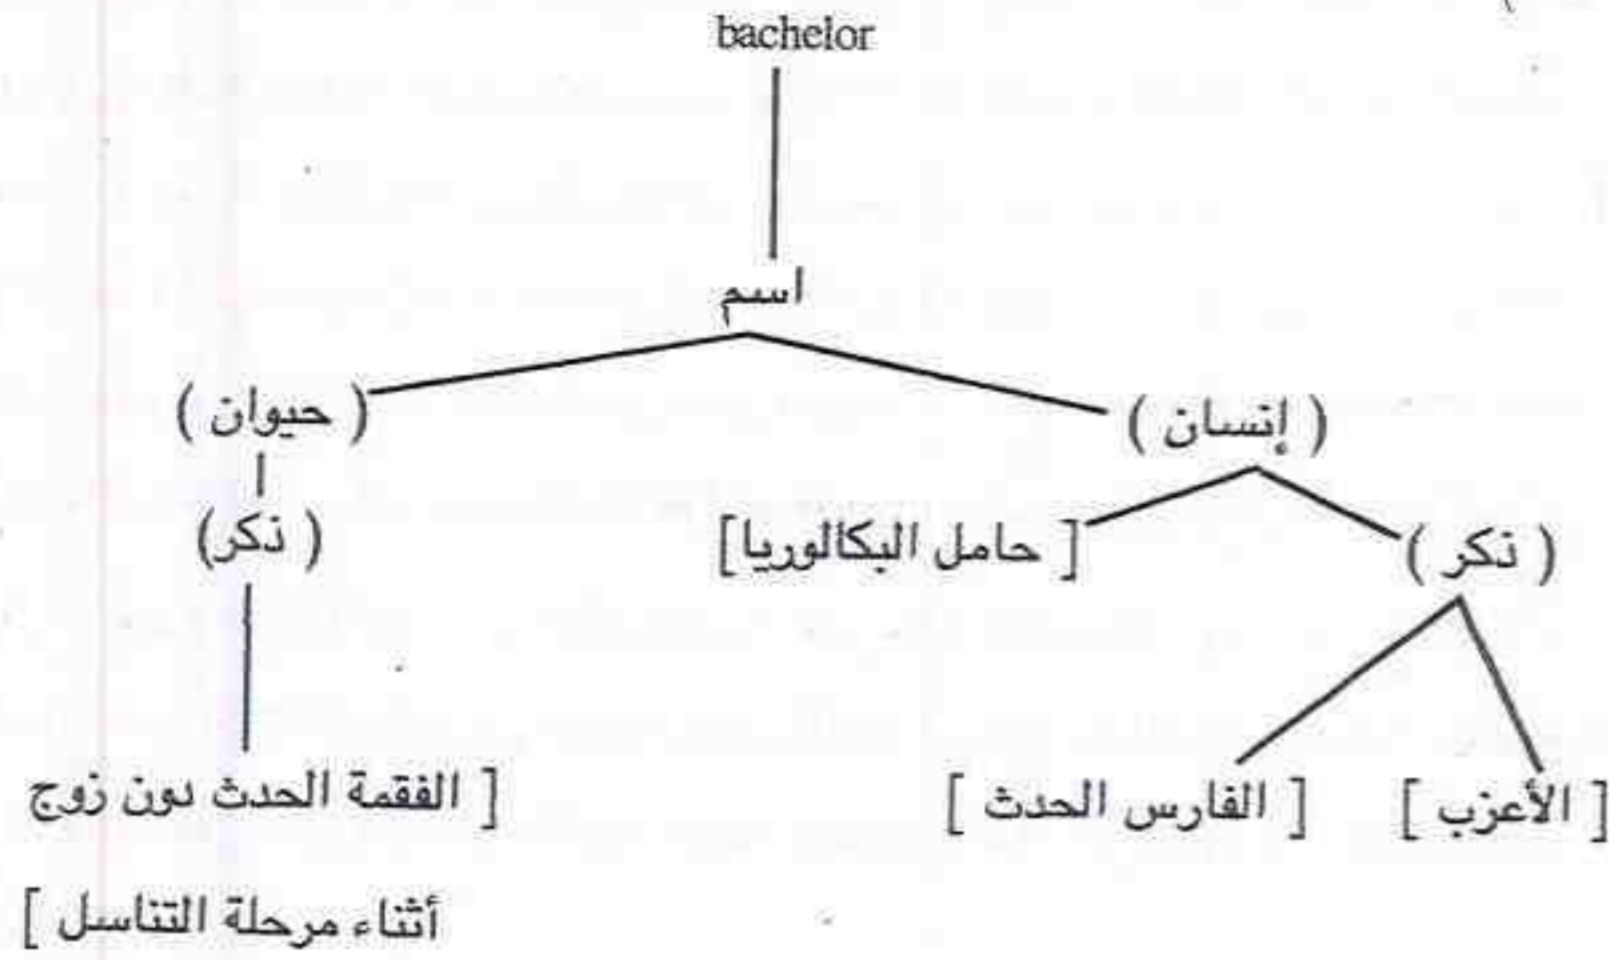 bachelor
اسم
( إنسان )
( حيوان )
( ذكر )
[ حامل البكالوريا]
( ذكر)
[ الأعزب ]
[ الفارس الحدث ]
[ الفقمة الحدث دون زوج
أثناء مرحلة التناسل ]